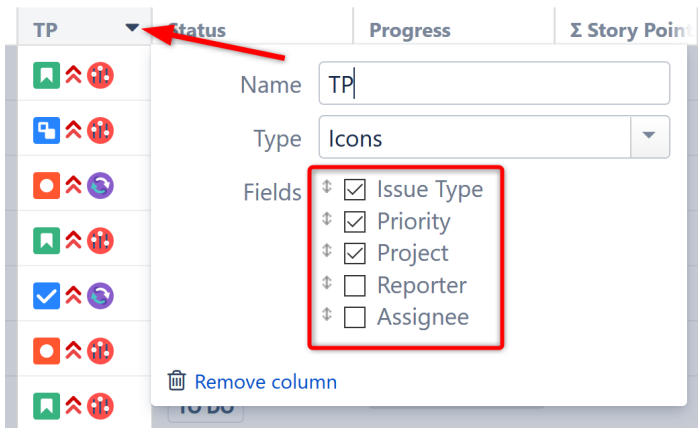 TP Status Progress Σ Story Point
Name TP
Type Icons
Fields Issue Type
Priority
Project
Reporter
Assignee
Remove column
TO DO